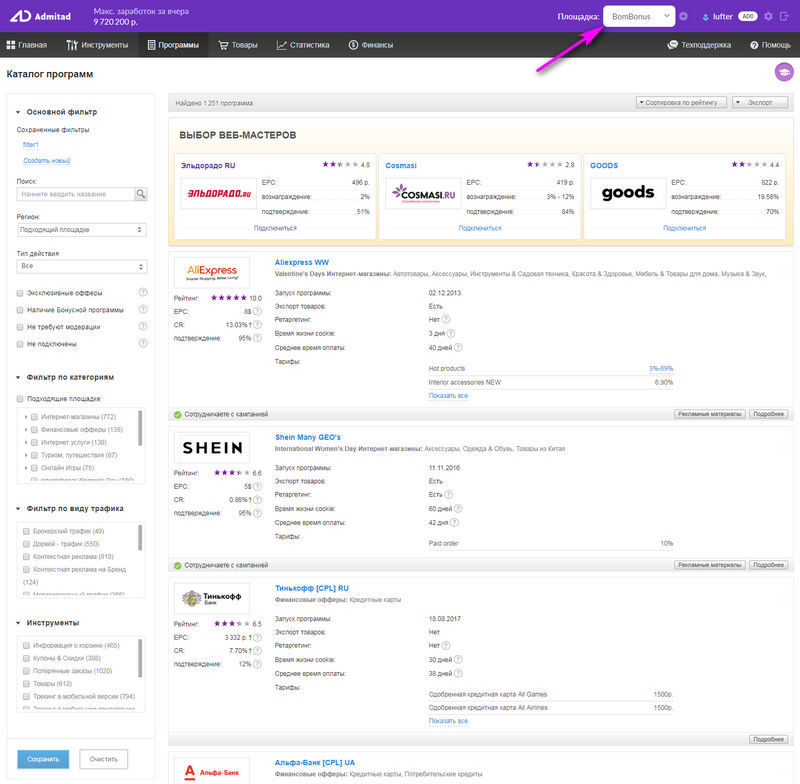 Admitad
Макс. заработок за вчера
9 720 200 р.
Площадка: BomBonus
lufter AD0
Главная Инструменты Программы Товары Статистика Финансы Техподдержка Помощь
Каталог программ
Основной фильтр
Сохраненные фильтры
filter1
Создать новый
Поиск:
Начните вводить название
Регион:
Подходящий площадке
Тип действия
Все
Эксклюзивные офферы ?
Наличие Бонусной программы ?
Не требуют модерации ?
Не подключены ?
Фильтр по категориям
Подходящие площадке
Интернет-магазины (772)
Финансовые офферы (138)
Интернет услуги (130)
Туризм, путешествия (87)
Онлайн Игры (75)
International Women's Day (199)
Фильтр по виду трафика
Брокерский трафик (49)
Дорвей - трафик (550)
Контекстная реклама (910)
Контекстная реклама на Бренд
(124)
Инструменты
Информация о корзине (465)
Купоны & Скидки (388)
Потерянные заказы (1020)
Товары (612)
Трекинг в мобильной версии (794)
Сохранить Очистить
Найдено 1 251 программа
Сортировка по рейтингу Экспорт
ВЫБОР ВЕБ-МАСТЕРОВ
Эльдорадо RU 4.8
ЭЛЬДОРАДО.RU
EPC: 496 р.
вознаграждение: 2%
подтверждение: 51%
Подключиться
Cosmasi 2.8
COSMASI.RU
EPC: 419 р.
вознаграждение: 3% - 12%
подтверждение: 84%
Подключиться
GOODS 4.4
goods
EPC: 822 р.
вознаграждение: 19.56%
подтверждение: 70%
Подключиться
AliExpress
Smarter Shopping, Better Living!
Рейтинг: 10.0
EPC: 8$ ?
CR: 13.03% ?
подтверждение: 95% ?
Aliexpress WW
Valentine's Days Интернет-магазины: Автотовары, Аксессуары, Инструменты & Садовая техника, Красота & Здоровье, Мебель & Товары для дома, Музыка & Звук,
Запуск программы: 02.12.2013
Экспорт товаров: Есть
Ретаргетинг: Нет ?
Время жизни cookie: 3 дня ?
Среднее время оплаты: 40 дней ?
Тарифы:
Hot products 3%-69%
Interior accessories NEW 6,90%
Показать все
Сотрудничаете с кампанией Рекламные материалы Подробнее
SHEIN
Рейтинг: 6.6
EPC: 5$ ?
CR: 0.86% ?
подтверждение: 95% ?
Shein Many GEO's
International Women's Day Интернет-магазины: Аксессуары, Одежда & Обувь, Товары из Китая
Запуск программы: 11.11.2016
Экспорт товаров: Есть
Ретаргетинг: Есть ?
Время жизни cookie: 60 дней ?
Среднее время оплаты: 42 дня ?
Тарифы:
Paid order 10%
Сотрудничаете с кампанией Рекламные материалы Подробнее
Тинькофф
Банк
Рейтинг: 6.5
EPC: 3 332 р. ?
CR: 7.70% ?
подтверждение: 12% ?
Тинькофф [CPL] RU
Финансовые офферы: Кредитные карты
Запуск программы: 18.08.2017
Экспорт товаров: Нет
Ретаргетинг: Нет ?
Время жизни cookie: 30 дней ?
Среднее время оплаты: 38 дней ?
Тарифы:
Одобренная кредитная карта All Games 1500р.
Одобренная кредитная карта All Airlines 1500р.
Показать все
Подробнее
Альфа·Банк
Альфа-Банк [CPL] UA
Финансовые офферы: Кредитные карты, Потребительские кредиты